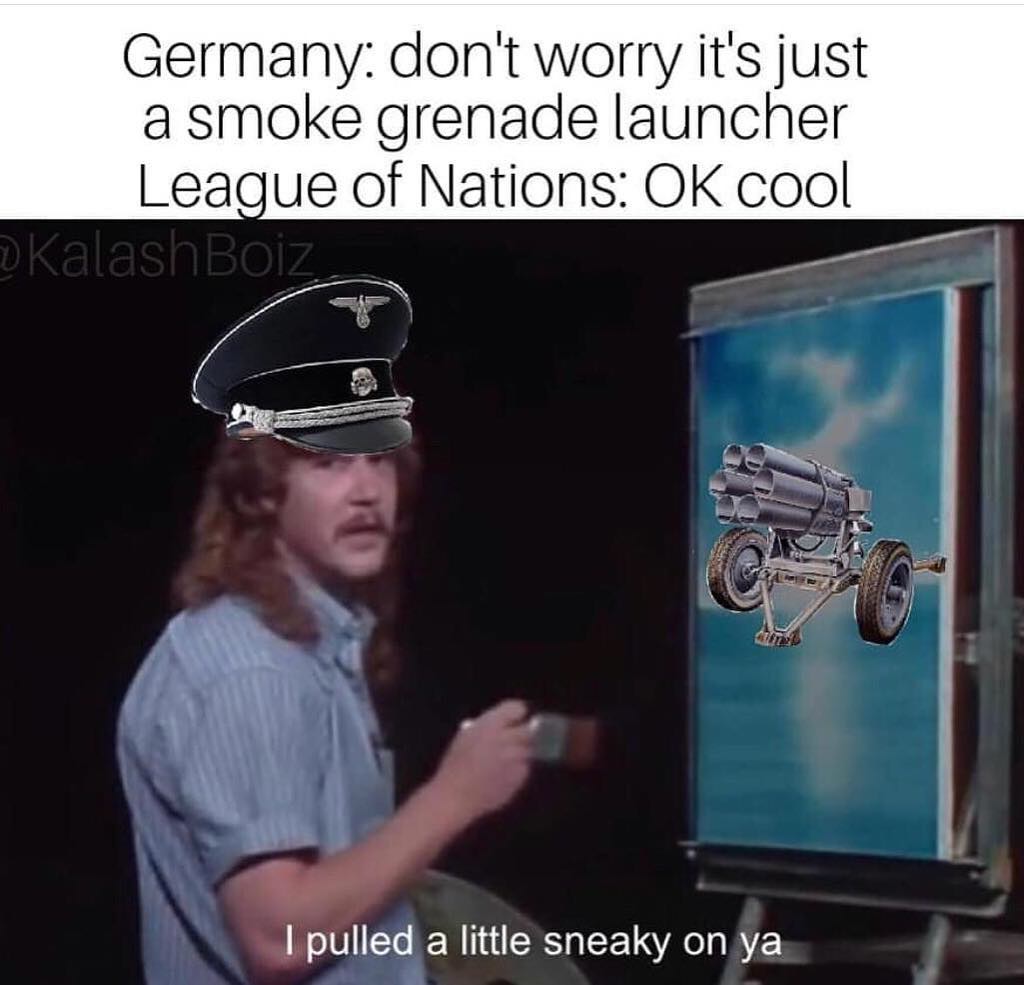 Germany: don't worry it's just
a smoke grenade launcher
League of Nations: OK cool
@KalashBoiz
I pulled a little sneaky on ya